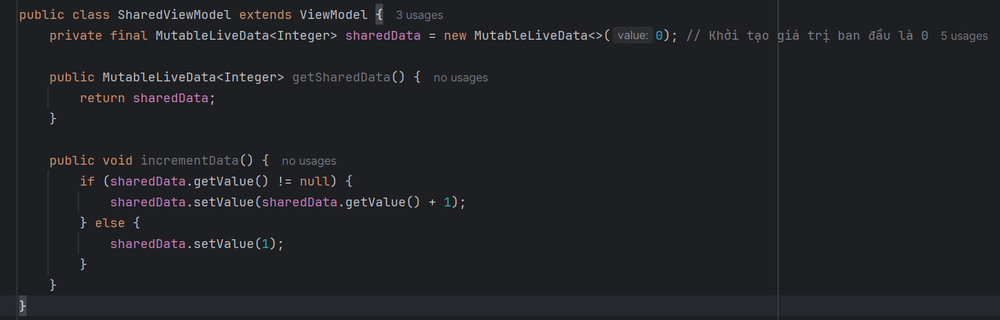 public class SharedViewModel extends ViewModel { 3 usages
private final MutableLiveData<Integer> sharedData = new MutableLiveData<>( value: 0); // Khởi tạo giá trị ban đầu là 0 5 usages
public MutableLiveData<Integer> getSharedData() { no usages
return sharedData;
}
public void incrementData() { no usages
if (sharedData.getValue() != null) {
sharedData.setValue(sharedData.getValue() + 1);
} else {
sharedData.setValue(1);
}
}
}